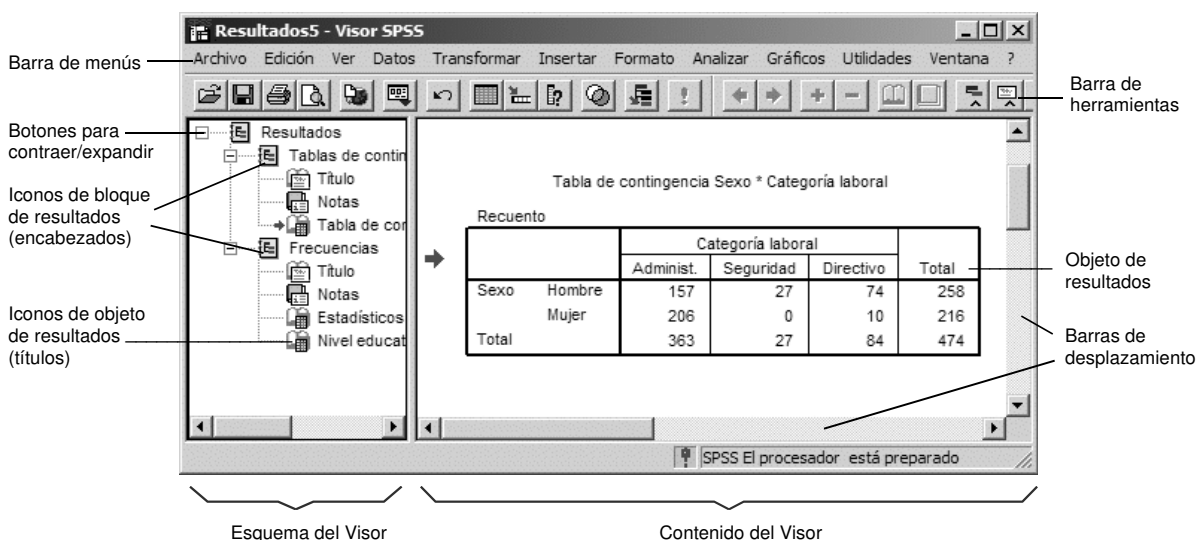 Resultados5 - Visor SPSS
Archivo Edición Ver Datos Transformar Insertar Formato Analizar Gráficos Utilidades Ventana ?
Barra de menús
Barra de
herramientas
Botones para
contraer/expandir
Iconos de bloque
de resultados
(encabezados)
Iconos de objeto
de resultados
(títulos)
Resultados
Tablas de contin
Título
Notas
Tabla de cor
Frecuencias
Título
Notas
Estadísticos
Nivel educat
Tabla de contingencia Sexo * Categoría laboral
Recuento
Categoría laboral
Administ. Seguridad Directivo Total
Sexo Hombre 157 27 74 258
Mujer 206 0 10 216
Total 363 27 84 474
Objeto de
resultados
Barras de
desplazamiento
SPSS El procesador está preparado
Esquema del Visor
Contenido del Visor